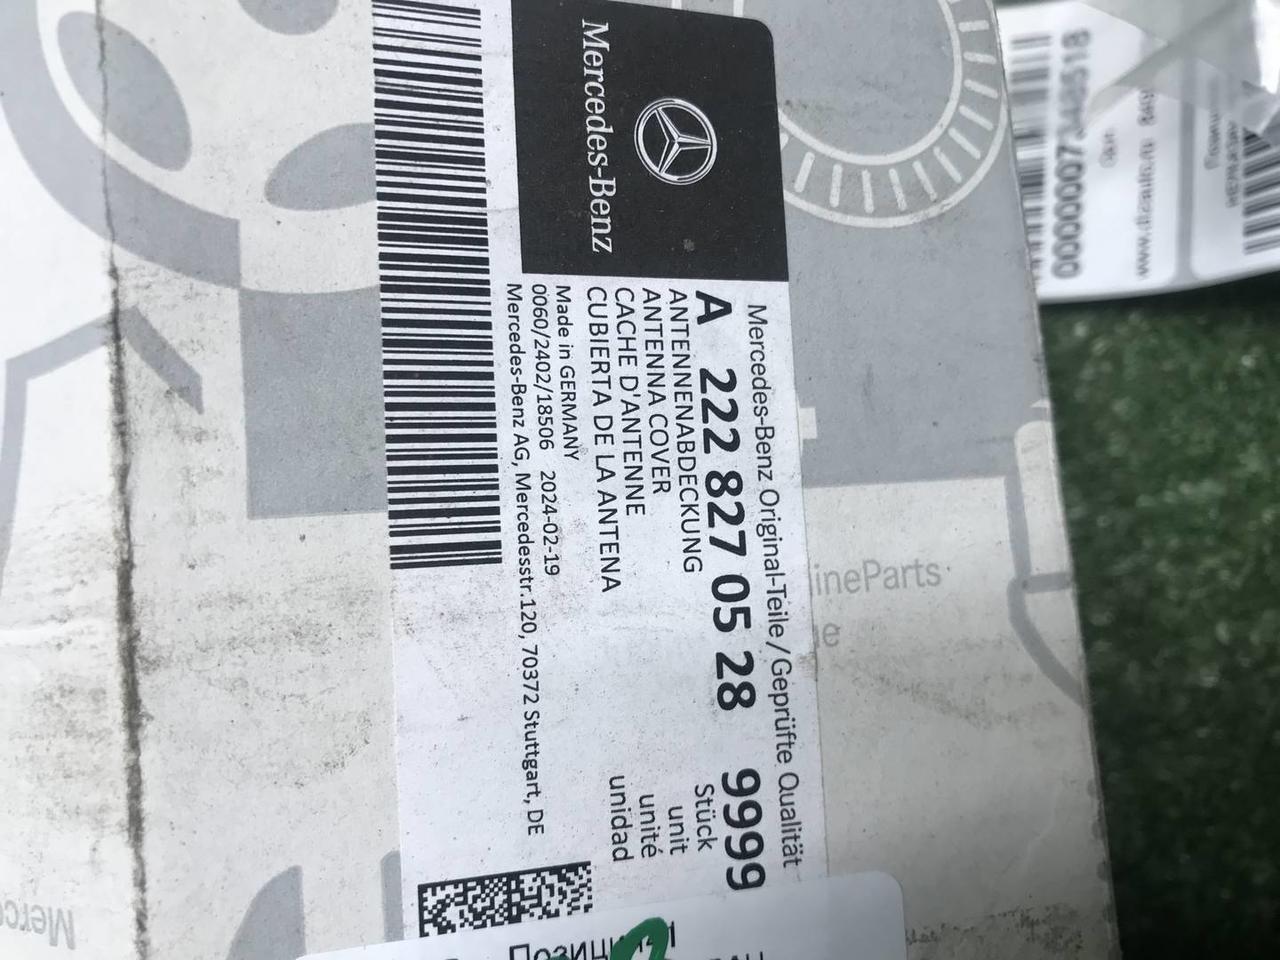 Mercedes-Benz
Mercedes-Benz Original-Teile/Geprüfte Qualität
A 222 827 05 28 9999
ANTENNENABDECKUNG Stück
ANTENNA COVER unit
CACHE D'ANTENNE unité
CUBIERTA DE LA ANTENA unidad
Made in GERMANY
0060/2402/18506 2024-02-19
Mercedes-Benz AG, Mercedesstr.120, 70372 Stuttgart, DE
lineParts